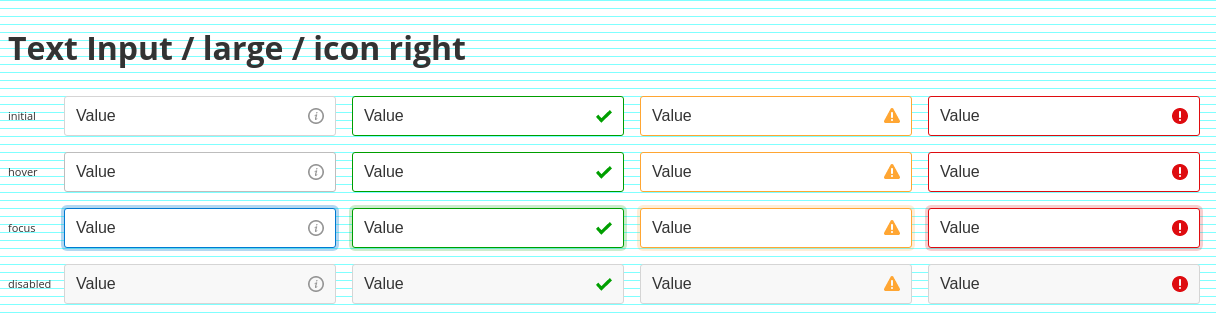 Text Input / large / icon right
initial Value Value Value Value
hover Value Value Value Value
focus Value Value Value Value
disabled Value Value Value Value